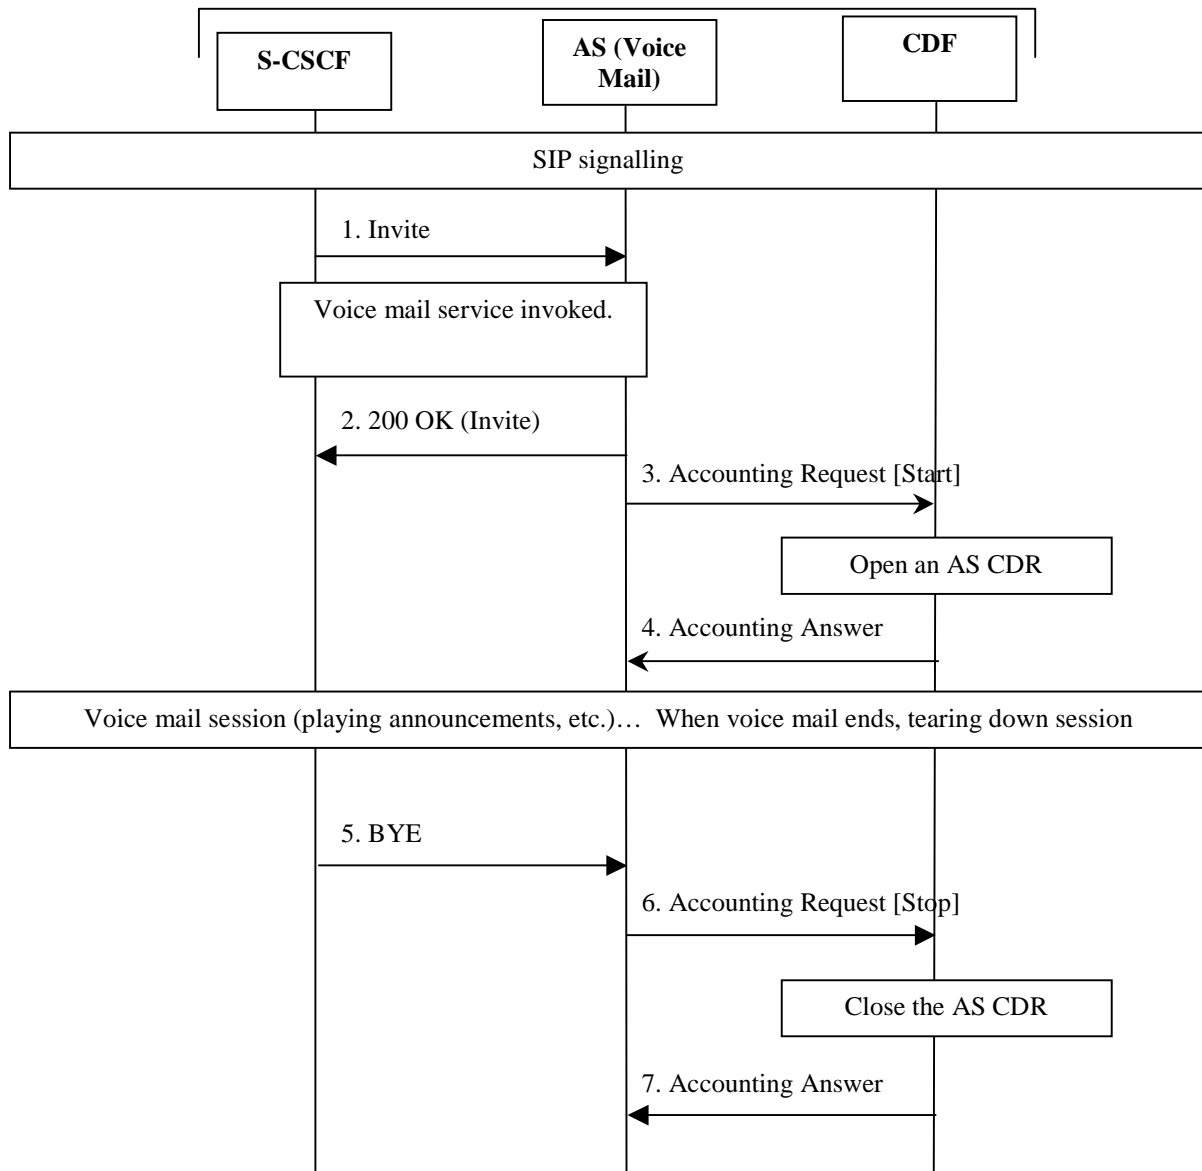 S-CSCF
AS (Voice
Mail)
CDF
SIP signalling
1. Invite
Voice mail service invoked.
2. 200 OK (Invite)
3. Accounting Request [Start]
Open an AS CDR
4. Accounting Answer
Voice mail session (playing announcements, etc.)… When voice mail ends, tearing down session
5. BYE
6. Accounting Request [Stop]
Close the AS CDR
7. Accounting Answer